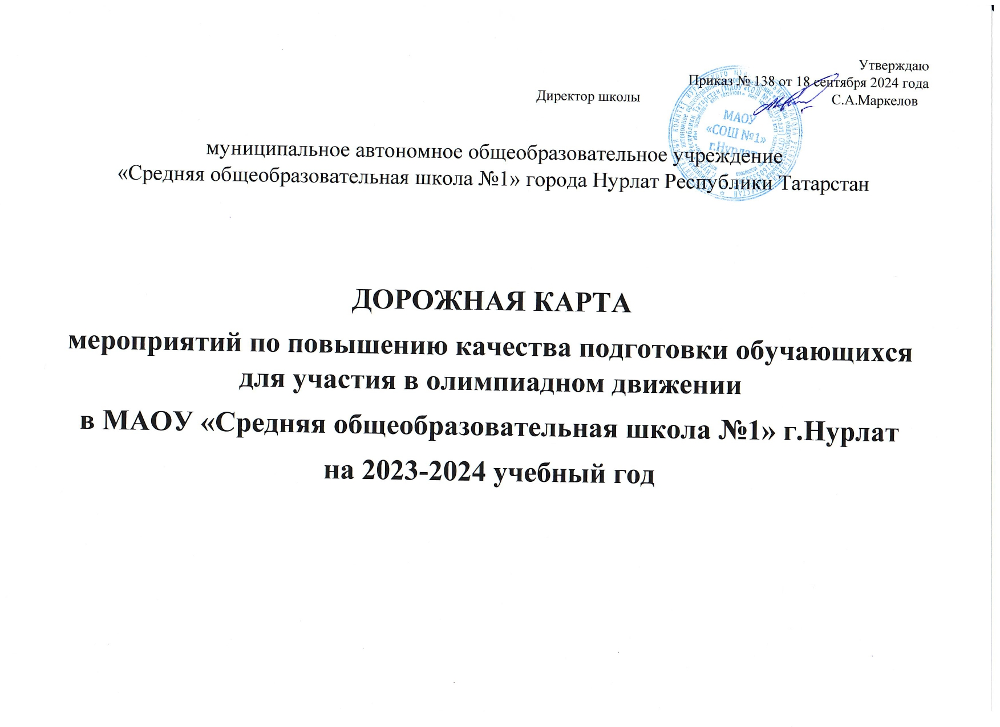 Утверждаю
Приказ № 138 от 18 сентября 2024 года
Директор школы С.А.Маркелов
МАОУ
«СОШ №1»
г.Нурлат
муниципальное автономное общеобразовательное учреждение
«Средняя общеобразовательная школа №1» города Нурлат Республики Татарстан
ДОРОЖНАЯ КАРТА
мероприятий по повышению качества подготовки обучающихся
для участия в олимпиадном движении
в МАОУ «Средняя общеобразовательная школа №1» г.Нурлат
на 2023-2024 учебный год